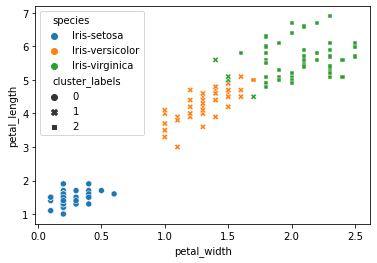 species
Iris-setosa
Iris-versicolor
Iris-virginica
cluster_labels
0
1
2
7
6
5
4
3
2
1
petal_length
0.0
0.5
1.0
1.5
2.0
2.5
petal_width